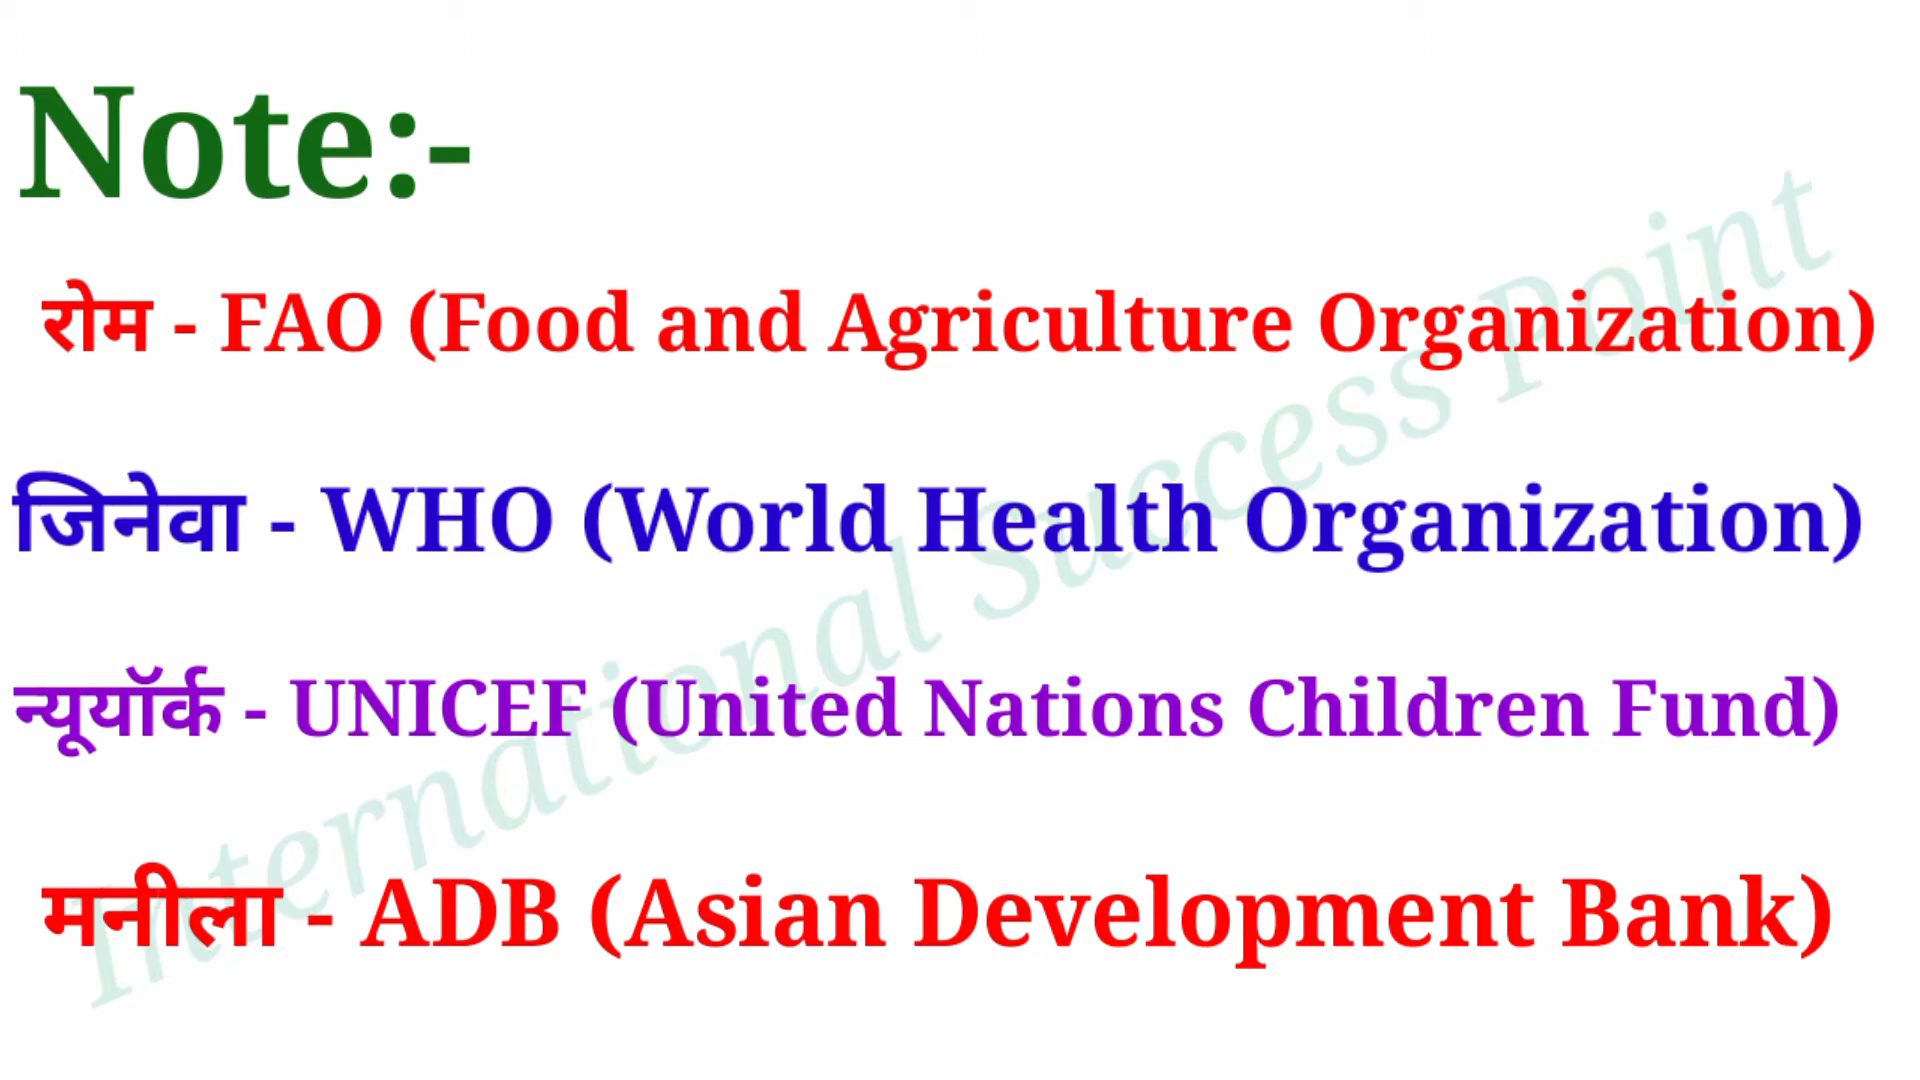 Note:-
रोम - FAO (Food and Agriculture Organization)
जिनेवा - WHO (World Health Organization)
न्यूयॉर्क - UNICEF (United Nations Children Fund)
मनीला - ADB (Asian Development Bank)
International Success Point